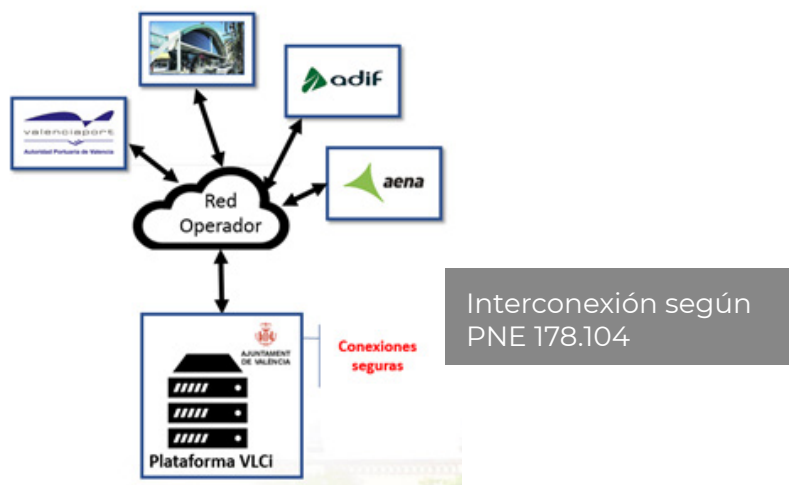 adif
valenciaport
Autoridad Portuaria de Valencia
aena
Red
Operador
Interconexión según
PNE 178.104
AJUNTAMENT
DE VALÈNCIA
Conexiones
seguras
Plataforma VLCi